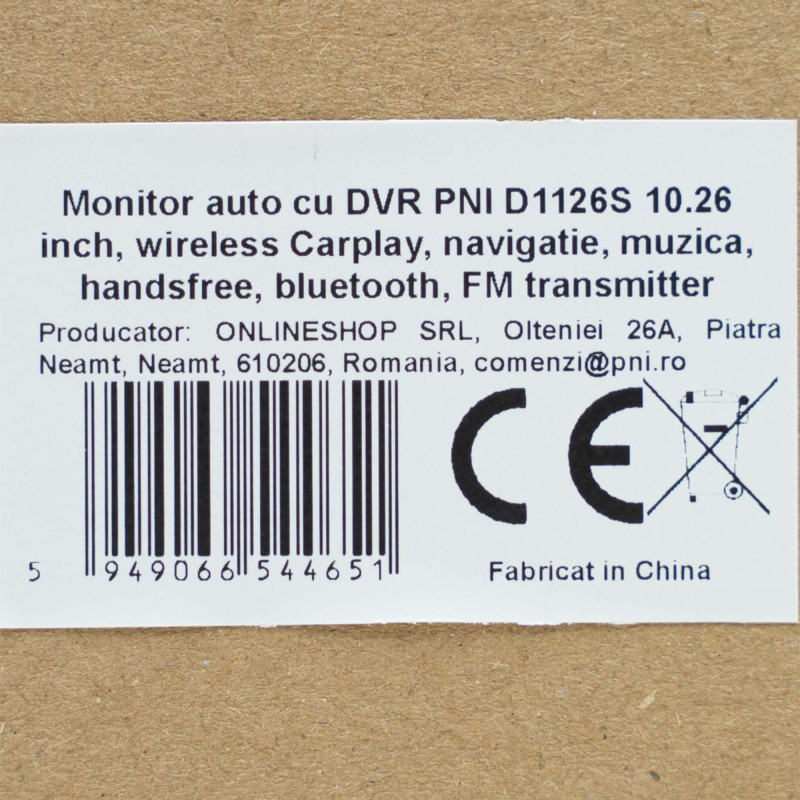 Monitor auto cu DVR PNI D1126S 10.26
inch, wireless Carplay, navigatie, muzica,
handsfree, bluetooth, FM transmitter
Producator: ONLINESHOP SRL, Olteniei 26A, Piatra
Neamt, Neamt, 610206, Romania, comenzi@pni.ro
CE
5 949066 544651
Fabricat in China